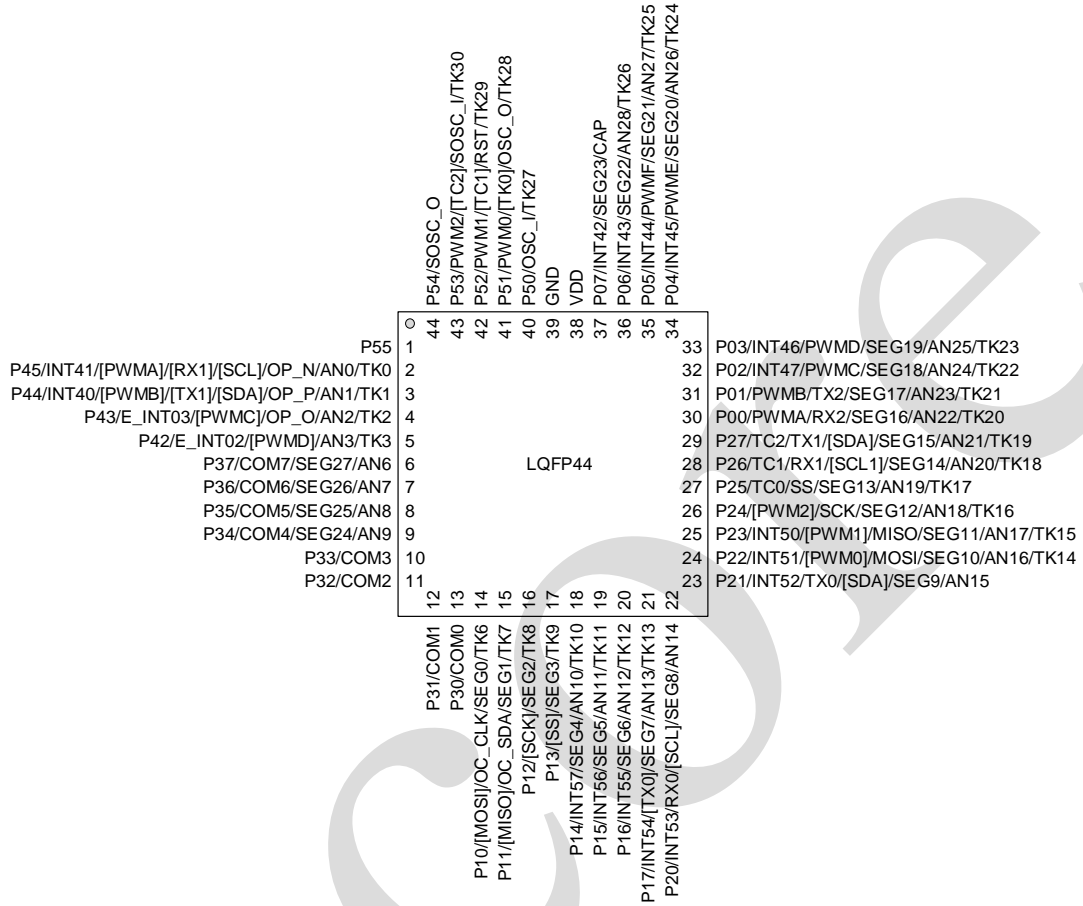 P54/SOSC_O
P53/PWM2/[TC2]/SOSC_I/TK30
P52/PWM1/[TC1]/RST/TK29
P51/PWM0/[TK0]/OSC_O/TK28
P50/OSC_I/TK27
GND
VDD
P07/INT42/SEG23/CAP
P06/INT43/SEG22/AN28/TK26
P05/INT44/PWMF/SEG21/AN27/TK25
P04/INT45/PWME/SEG20/AN26/TK24
44 43 42 41 40 39 38 37 36 35 34
P55 1
P45/INT41/[PWMA]/[RX1]/[SCL]/OP_N/AN0/TK0 2
P44/INT40/[PWMB]/[TX1]/[SDA]/OP_P/AN1/TK1 3
P43/E_INT03/[PWMC]/OP_O/AN2/TK2 4
P42/E_INT02/[PWMD]/AN3/TK3 5
P37/COM7/SEG27/AN6 6
P36/COM6/SEG26/AN7 7
P35/COM5/SEG25/AN8 8
P34/COM4/SEG24/AN9 9
P33/COM3 10
P32/COM2 11
LQFP44
33 P03/INT46/PWMD/SEG19/AN25/TK23
32 P02/INT47/PWMC/SEG18/AN24/TK22
31 P01/PWMB/TX2/SEG17/AN23/TK21
30 P00/PWMA/RX2/SEG16/AN22/TK20
29 P27/TC2/TX1/[SDA]/SEG15/AN21/TK19
28 P26/TC1/RX1/[SCL1]/SEG14/AN20/TK18
27 P25/TC0/SS/SEG13/AN19/TK17
26 P24/[PWM2]/SCK/SEG12/AN18/TK16
25 P23/INT50/[PWM1]/MISO/SEG11/AN17/TK15
24 P22/INT51/[PWM0]/MOSI/SEG10/AN16/TK14
23 P21/INT52/TX0/[SDA]/SEG9/AN15
12 13 14 15 16 17 18 19 20 21 22
P31/COM1
P30/COM0
P10/[MOSI]/OC_CLK/SEG0/TK6
P11/[MISO]/OC_SDA/SEG1/TK7
P12/[SCK]/SEG2/TK8
P13/[SS]/SEG3/TK9
P14/INT57/SEG4/AN10/TK10
P15/INT56/SEG5/AN11/TK11
P16/INT55/SEG6/AN12/TK12
P17/INT54/[TX0]/SEG7/AN13/TK13
P20/INT53/RX0/[SCL]/SEG8/AN14
core